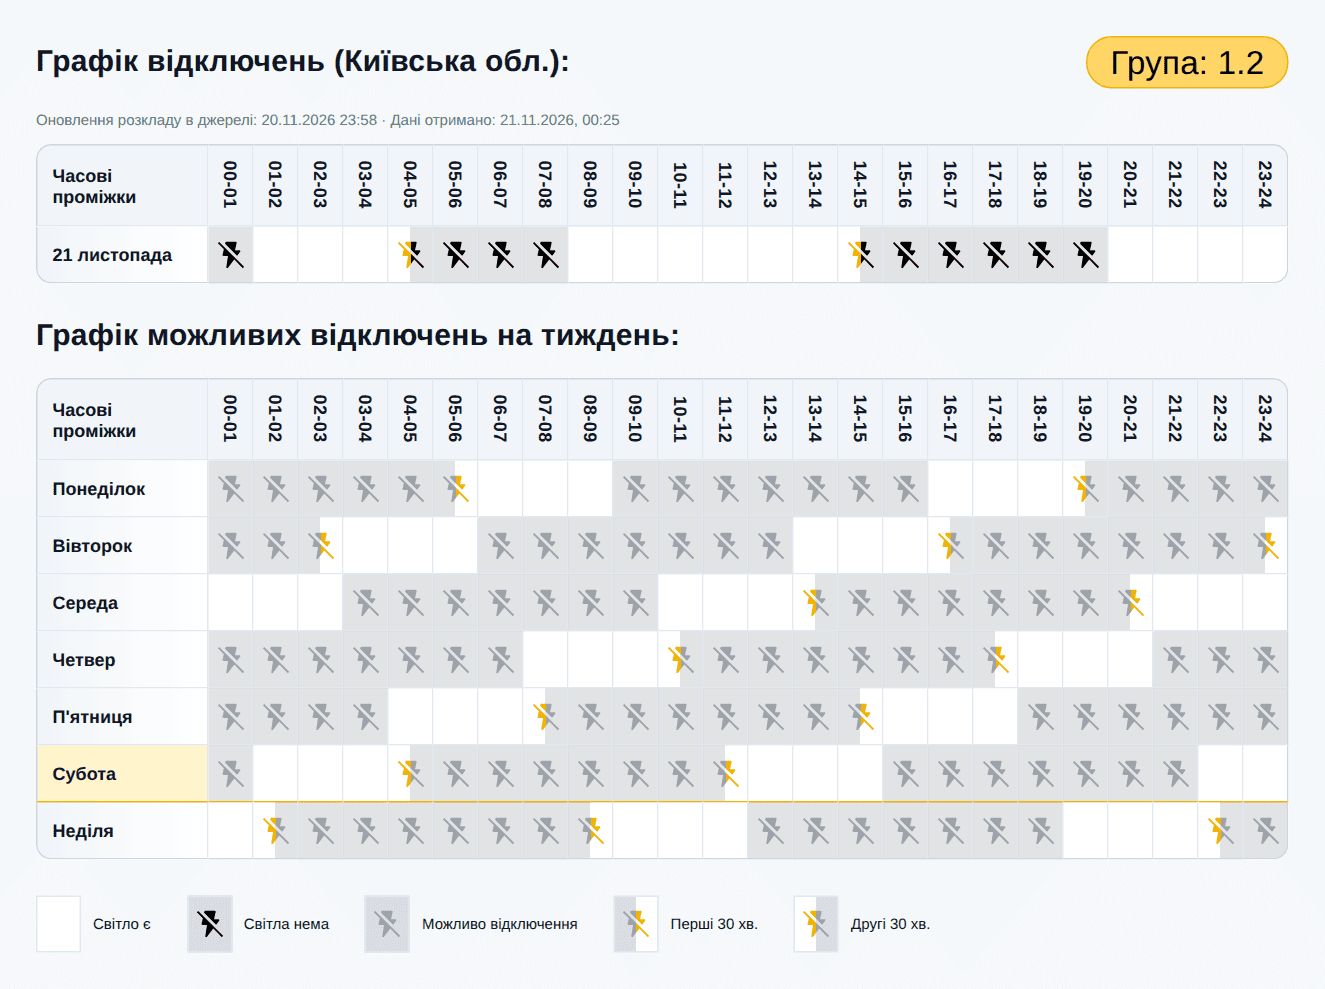 Графік відключень (Київська обл.):
Група: 1.2
Оновлення розкладу в джерелі: 20.11.2026 23:58 · Дані отримано: 21.11.2026, 00:25
Часові проміжки 00-01 01-02 02-03 03-04 04-05 05-06 06-07 07-08 08-09 09-10 10-11 11-12 12-13 13-14 14-15 15-16 16-17 17-18 18-19 19-20 20-21 21-22 22-23 23-24
21 листопада
Графік можливих відключень на тиждень:
Часові проміжки 00-01 01-02 02-03 03-04 04-05 05-06 06-07 07-08 08-09 09-10 10-11 11-12 12-13 13-14 14-15 15-16 16-17 17-18 18-19 19-20 20-21 21-22 22-23 23-24
Понеділок
Вівторок
Середа
Четвер
П'ятниця
Субота
Неділя
Світло є Світла нема Можливо відключення Перші 30 хв. Другі 30 хв.